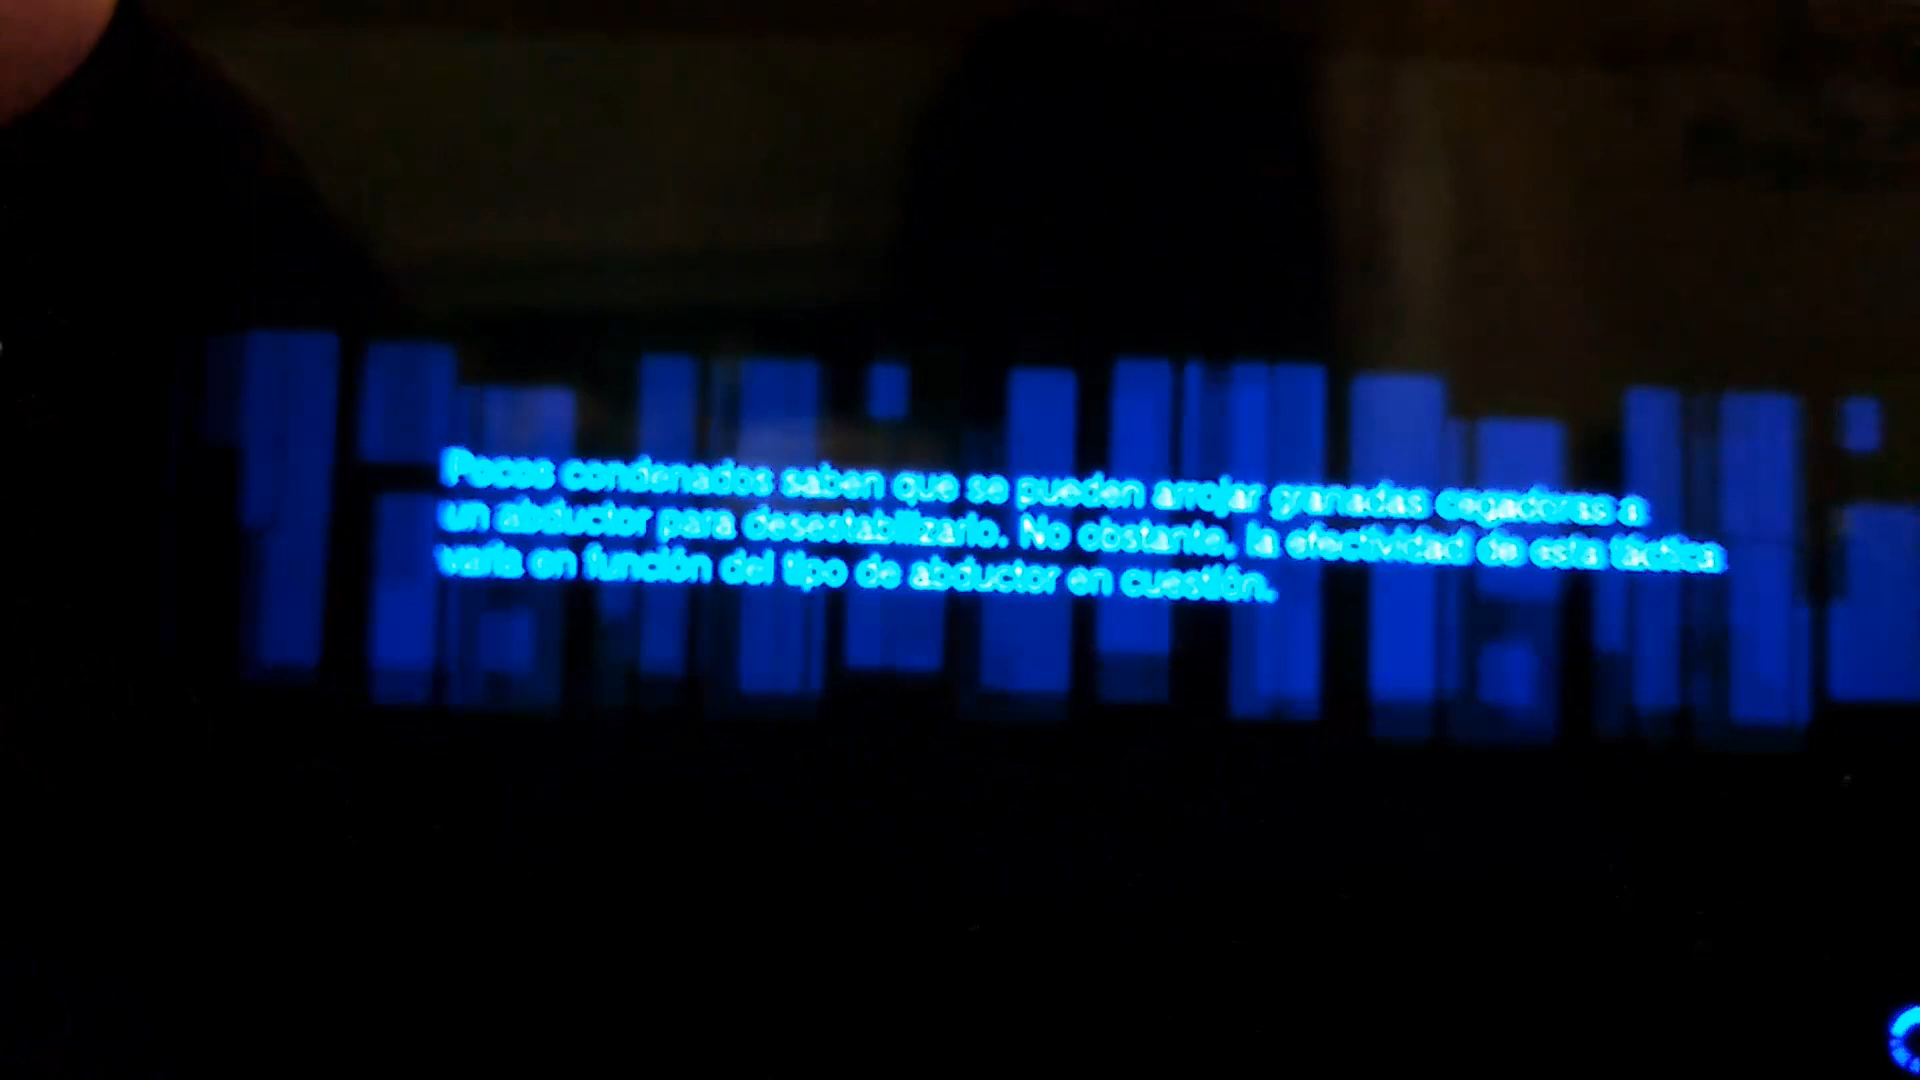 Pocos condenados saben que se pueden arrojar granadas cegadoras a
un abductor para desestabilizarlo. No obstante, la efectividad de esta táctica
varía en función del tipo de abductor en cuestión.